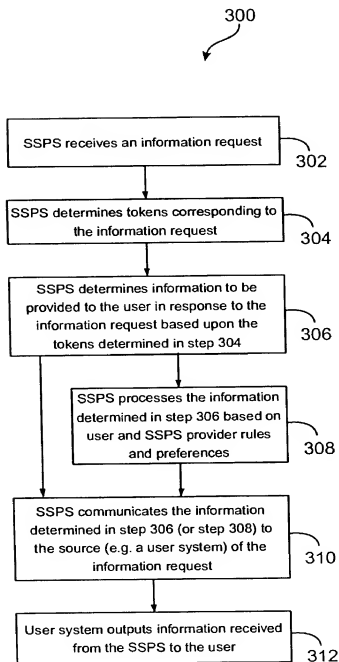 300
SSPS receives an information request
302
SSPS determines tokens corresponding to
the information request
304
SSPS determines information to be
provided to the user in response to the
information request based upon the
tokens determined in step 304
306
SSPS processes the information
determined in step 306 based on
user and SSPS provider rules
and preferences
308
SSPS communicates the information
determined in step 306 (or step 308) to
the source (e.g. a user system) of the
information request
310
User system outputs information received
from the SSPS to the user
312